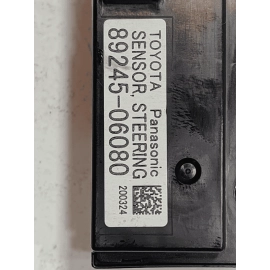 TOYOTA Panasonic
SENSOR, STEERING
89245-06080
200324